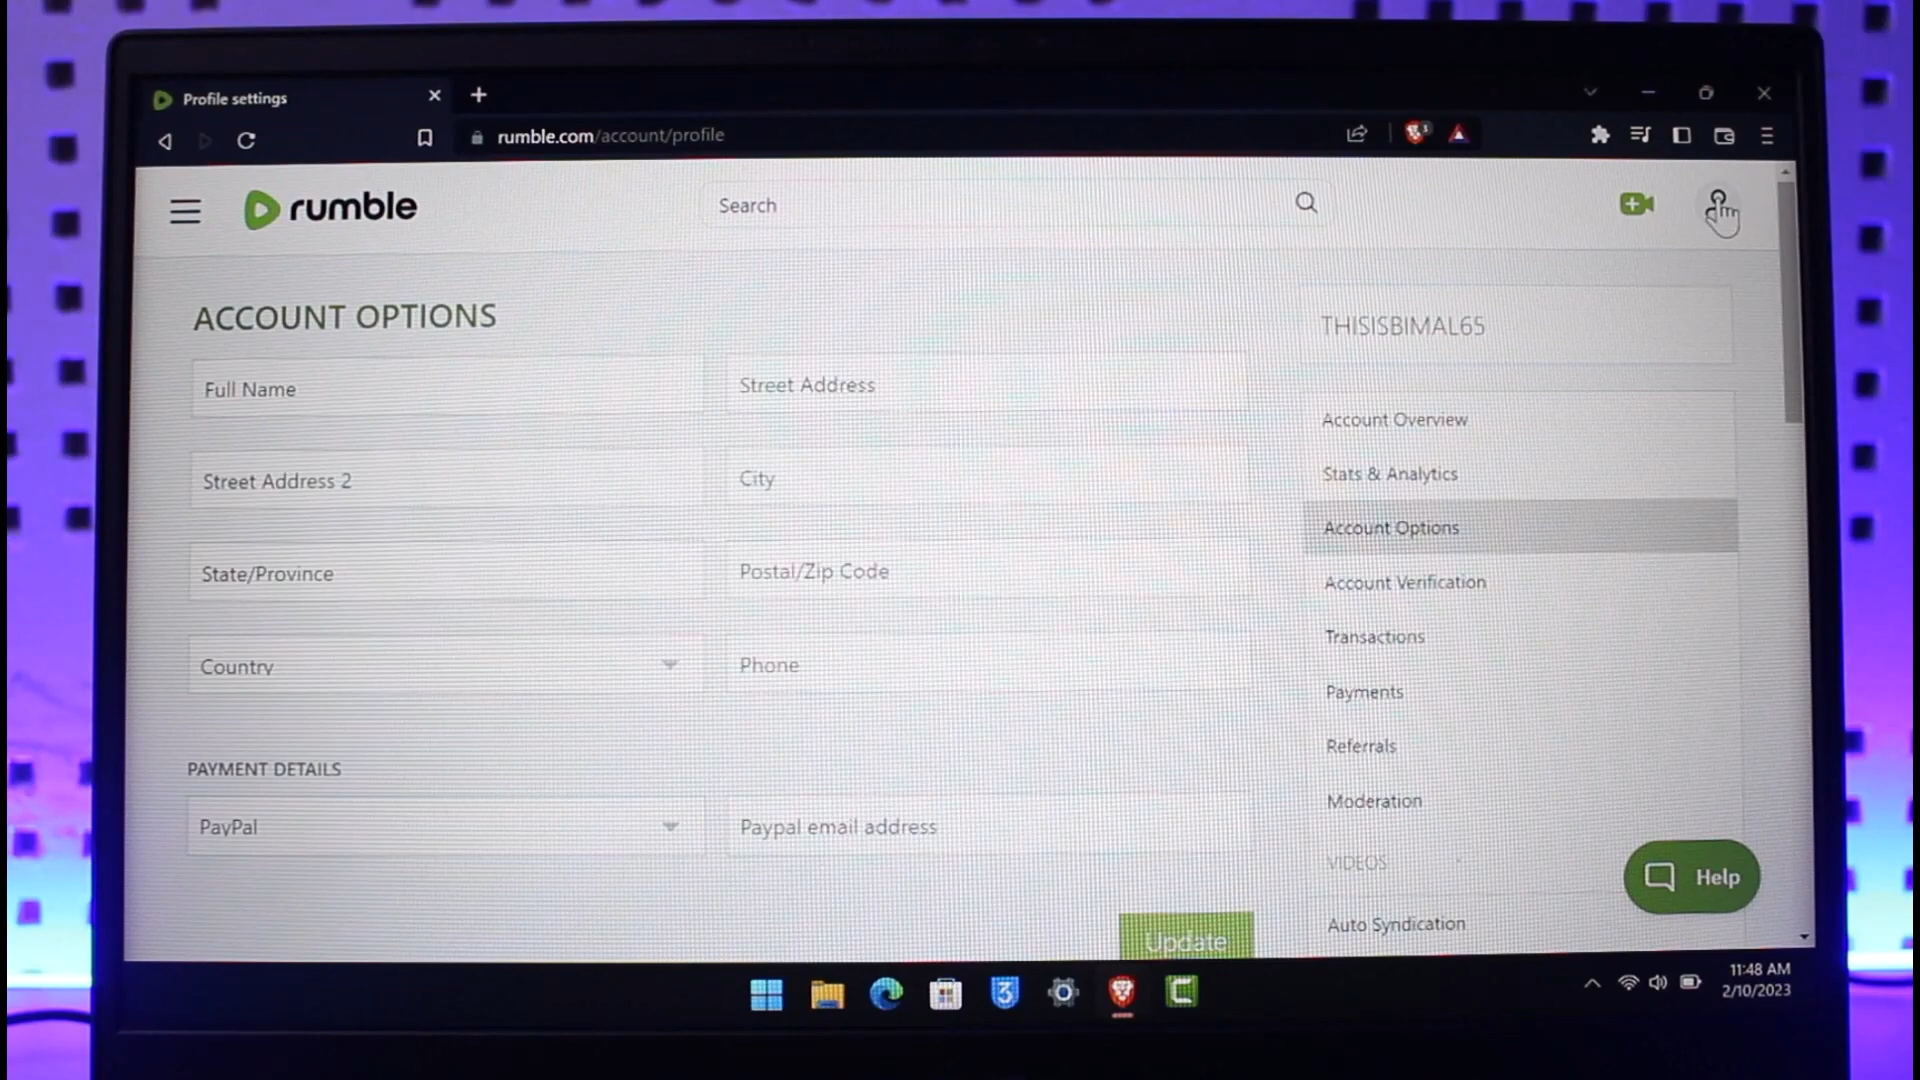 Profile settings
rumble.com/account/profile
rumble
Search
ACCOUNT OPTIONS
THISISBIMAL65
Full Name
Street Address
Account Overview
Street Address 2
City
Stats & Analytics
Account Options
State/Province
Postal/Zip Code
Account Verification
Transactions
Country
Phone
Payments
Referrals
PAYMENT DETAILS
Moderation
PayPal
Paypal email address
VIDEOS
Help
Auto Syndication
Update
3
11:48 AM
2/10/2023